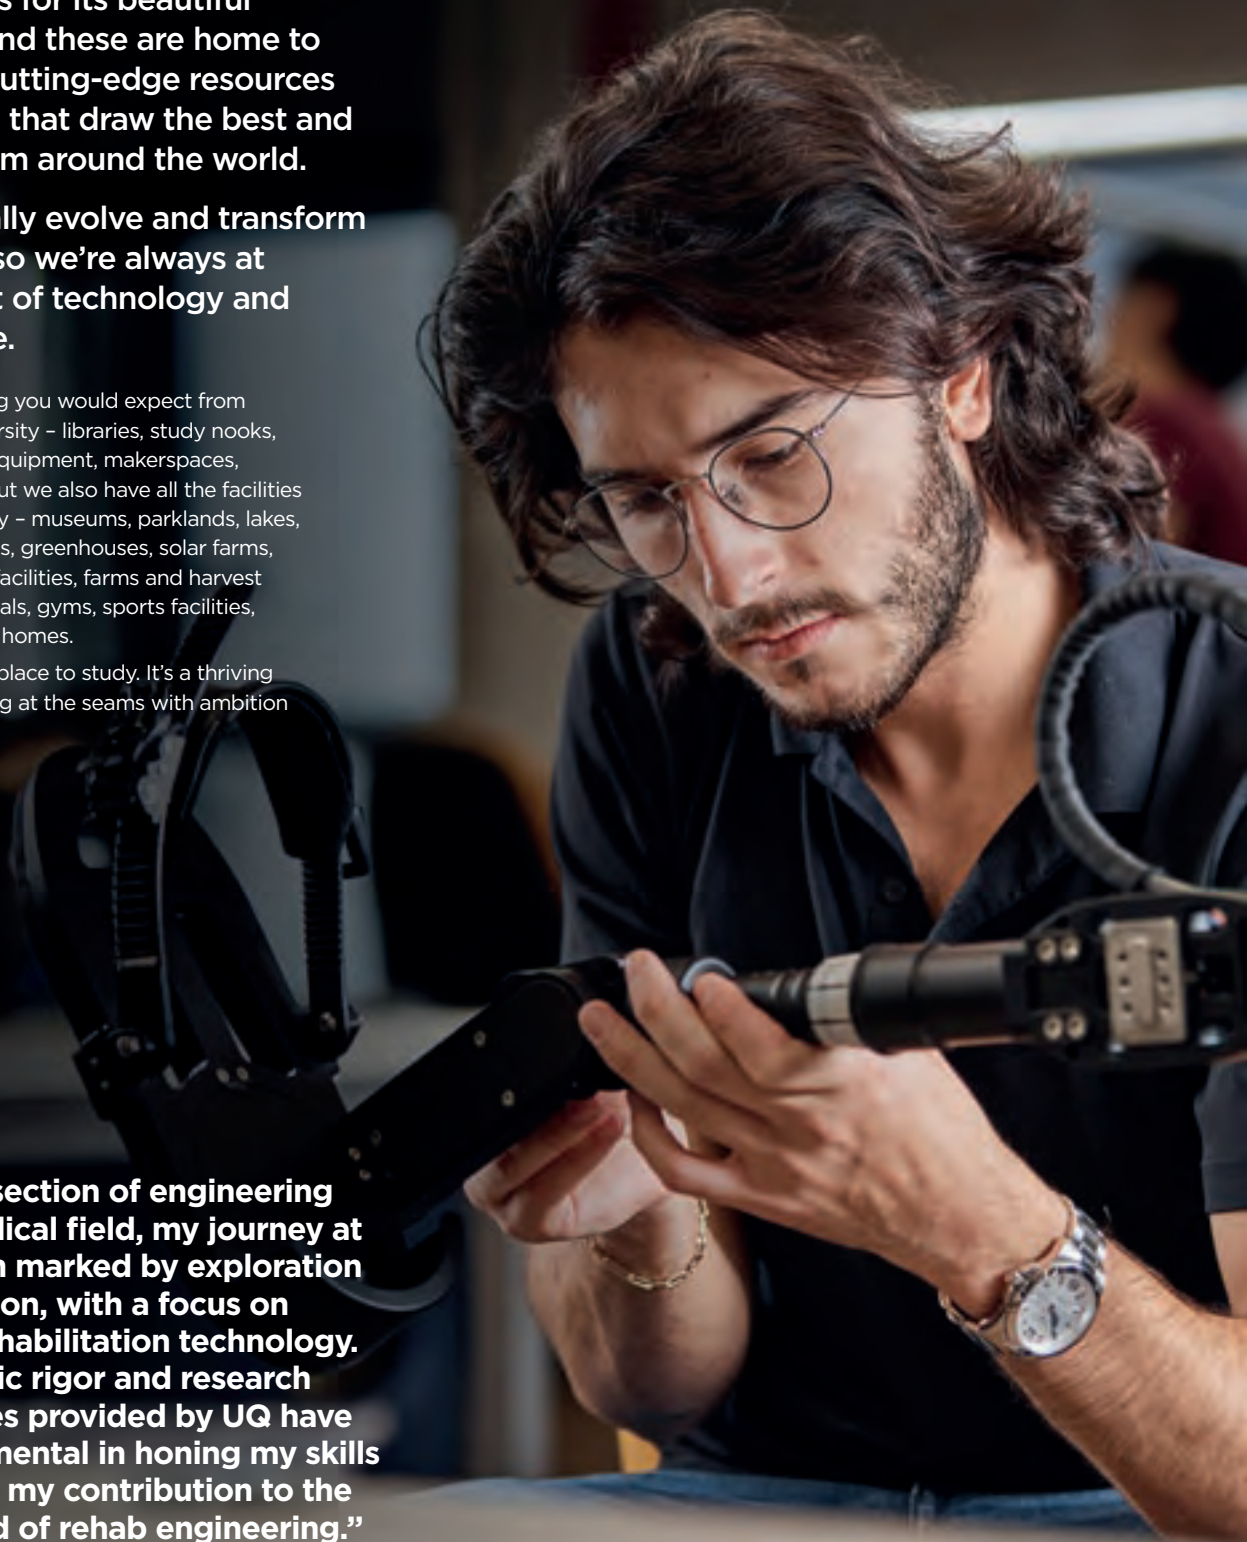 s for its beautiful
nd these are home to
utting-edge resources
that draw the best and
m around the world.
lly evolve and transform
so we’re always at
t of technology and
e.
g you would expect from
rsity – libraries, study nooks,
quipment, makerspaces,
ut we also have all the facilities
y – museums, parklands, lakes,
s, greenhouses, solar farms,
acilities, farms and harvest
als, gyms, sports facilities,
homes.
place to study. It’s a thriving
g at the seams with ambition
section of engineering
dical field, my journey at
n marked by exploration
on, with a focus on
habilitation technology.
ic rigor and research
es provided by UQ have
mental in honing my skills
my contribution to the
d of rehab engineering.”